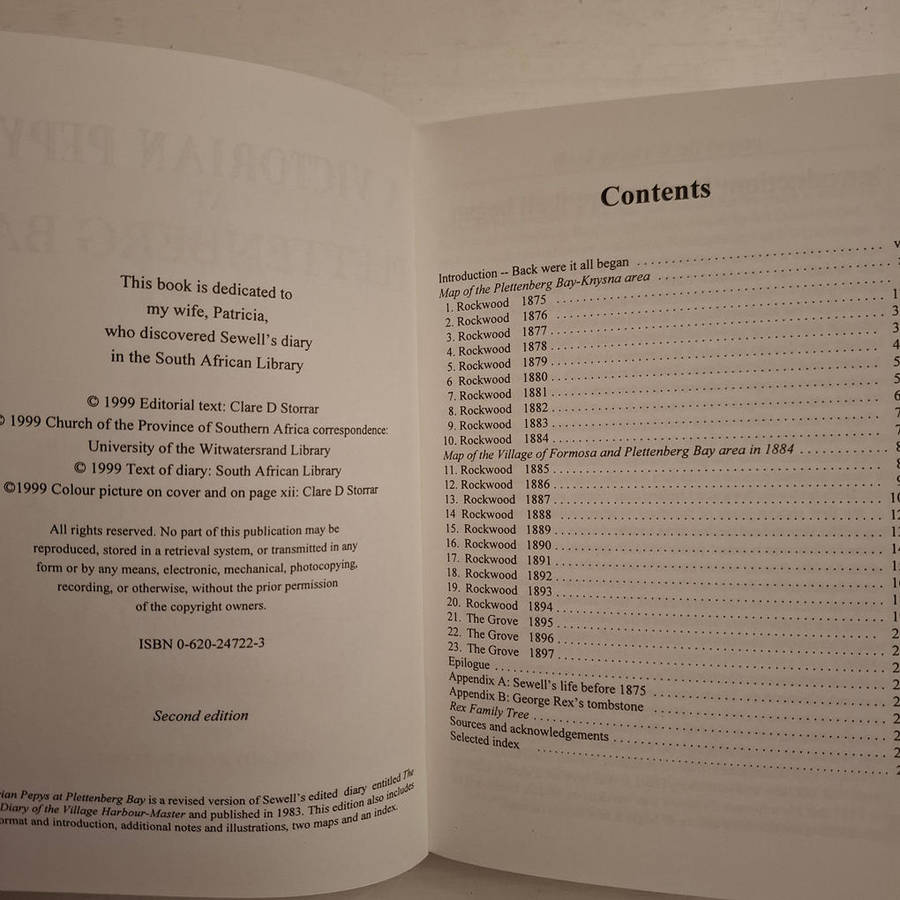 This book is dedicated to
my wife, Patricia,
who discovered Sewell's diary
in the South African Library
© 1999 Editorial text: Clare D Storrar
© 1999 Church of the Province of Southern Africa correspondence:
University of the Witwatersrand Library
© 1999 Text of diary: South African Library
©1999 Colour picture on cover and on page xii: Clare D Storrar
All rights reserved. No part of this publication may be
reproduced, stored in a retrieval system, or transmitted in any
form or by any means, electronic, mechanical, photocopying,
recording, or otherwise, without the prior permission
of the copyright owners.
ISBN 0-620-24722-3
Second edition
Pepys at Plettenberg Bay is a revised version of Sewell's edited diary entitled The
Diary of the Village Harbour-Master and published in 1983. This edition also includes
and introduction, additional notes and illustrations, two maps and an index.
Contents
Introduction -- Back were it all began
Map of the Plettenberg Bay-Knysna area
1. Rockwood 1875
2. Rockwood 1876
3. Rockwood 1877
4. Rockwood 1878
5. Rockwood 1879
6 Rockwood 1880
7. Rockwood 1881
8. Rockwood 1882
9. Rockwood 1883
10. Rockwood 1884
Map of the Village of Formosa and Plettenberg Bay area in 1884
11. Rockwood 1885
12. Rockwood 1886
13. Rockwood 1887
14 Rockwood 1888
15. Rockwood 1889
16. Rockwood 1890
17. Rockwood 1891
18. Rockwood 1892
19. Rockwood 1893
20. Rockwood 1894
21. The Grove 1895
22. The Grove 1896
23. The Grove 1897
Epilogue
Appendix A: Sewell's life before 1875
Appendix B: George Rex's tombstone
Rex Family Tree
Sources and acknowledgements
Selected index